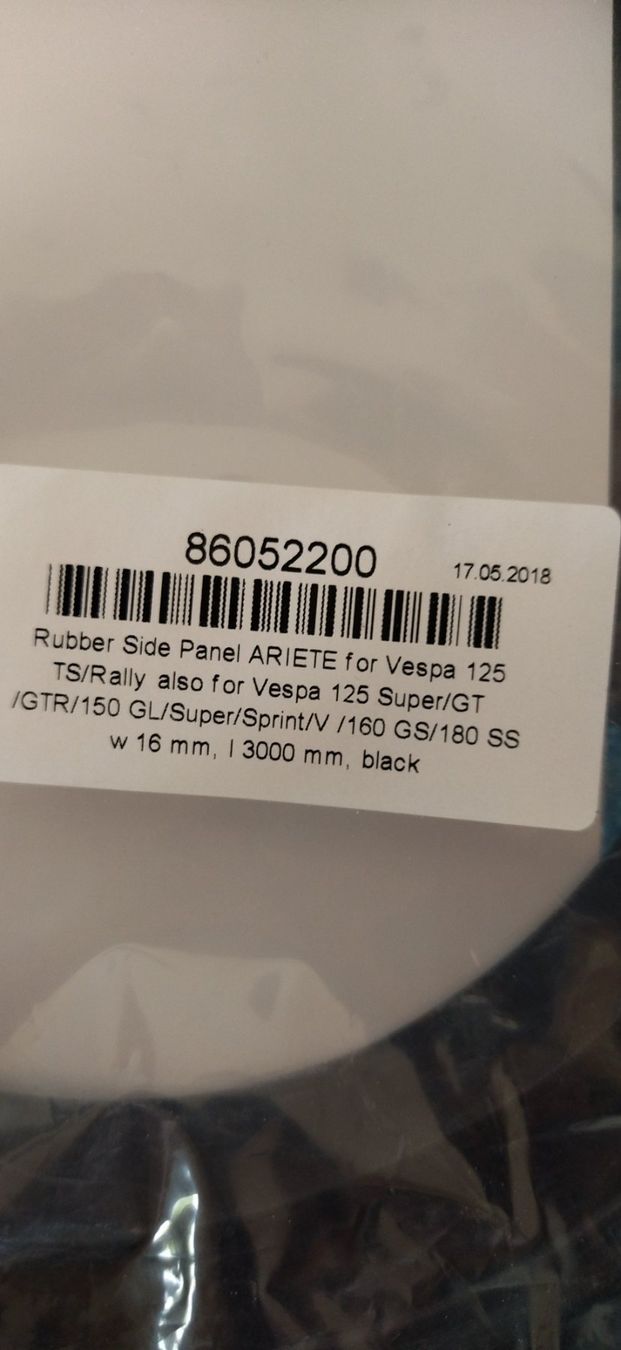 86052200 17.05.2018
Rubber Side Panel ARIETE for Vespa 125
TS/Rally also for Vespa 125 Super/GT
/GTR/150 GL/Super/Sprint/V /160 GS/180 SS
w 16 mm, l 3000 mm, black